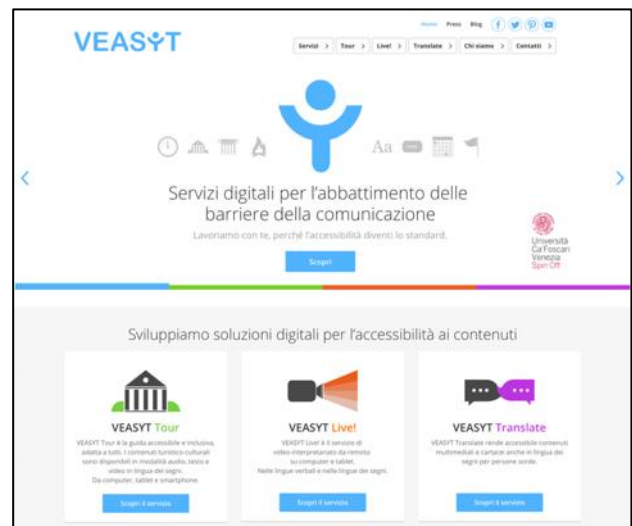 Home Press Blog
VEASYT
Servizi > Tour > Live! > Translate > Chi siamo > Contatti >
Aa
Servizi digitali per l'abbattimento delle
barriere della comunicazione
Lavoriamo con te, perché l'accessibilità diventi lo standard.
Scopri
Università
Ca'Foscari
Venezia
Spin Off
Sviluppiamo soluzioni digitali per l'accessibilità ai contenuti
VEASYT Tour
VEASYT Tour è la guida accessibile e inclusiva,
adatta a tutti. I contenuti turistico-culturali
sono disponibili in modalità audio, testo e
video in lingua dei segni.
Da computer, tablet e smartphone.
Scopri il servizio
VEASYT Live!
VEASYT Live! è il servizio di
video-interpretariato da remoto
su computer e tablet.
Nelle lingue verbali e nelle lingue dei segni.
Scopri il servizio
VEASYT Translate
VEASYT Translate rende accessibile contenuti
multimediali e cartacei anche in lingua dei
segni per persone sorde.
Scopri il servizio